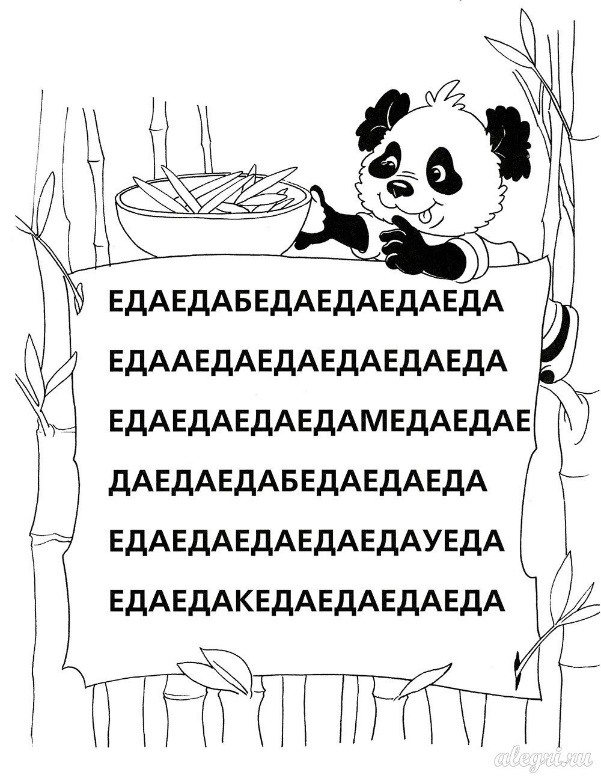 ЕДАЕДАБЕДАЕДАЕДАЕДА
ЕДААЕДАЕДАЕДАЕДАЕДА
ЕДАЕДАЕДАЕДАМЕДАЕДАЕ
ДАЕДАЕДАБЕДАЕДАЕДА
ЕДАЕДАЕДАЕДАЕДАУЕДА
ЕДАЕДАКЕДАЕДАЕДАЕДА
alegri.ru